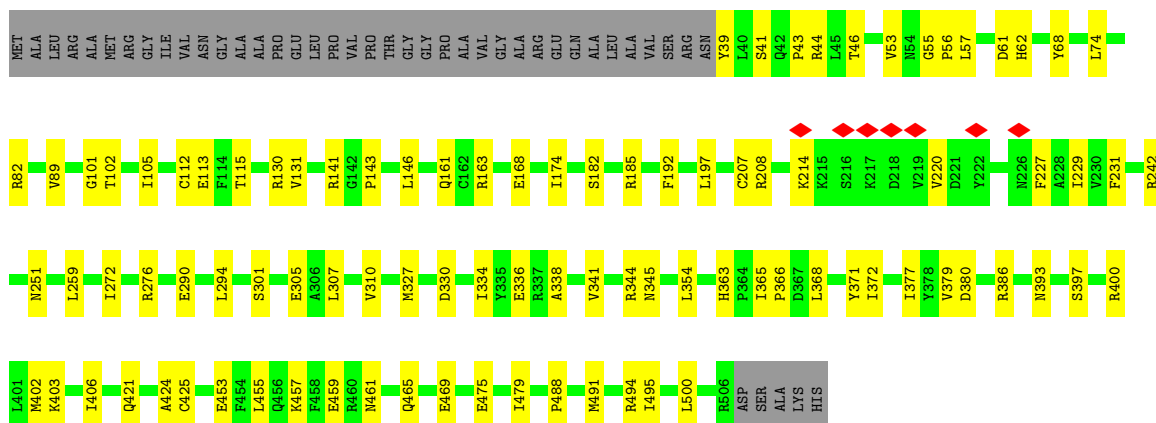 MET ALA LEU ARG ALA MET ARG GLY ILE VAL ASN GLY ALA ALA PRO GLU LEU PRO VAL PRO THR GLY GLY PRO ALA VAL GLY ALA ARG GLU GLN ALA LEU ALA VAL SER ARG ASN Y39 L40 S41 Q42 P43 R44 L45 T46 V53 N54 G55 P56 L57 D61 H62 Y68 L74
R82 V89 G101 T102 I105 C112 E113 F114 T115 R130 V131 R141 G142 P143 L146 Q161 C162 R163 E168 I174 S182 R185 F192 L197 C207 R208 K214 K215 S216 K217 D218 V219 V220 D221 Y222 N226 F227 A228 I229 V230 F231 R242
N251 L259 I272 R276 E290 L294 S301 E305 A306 L307 V310 M327 D330 I334 Y335 E336 R337 A338 V341 R344 N345 L354 H363 P364 I365 P366 D367 L368 Y371 I372 I377 Y378 V379 D380 R386 N393 S397 R400
L401 M402 K403 I406 Q421 A424 C425 E453 F454 L455 Q456 K457 F458 E459 R460 N461 Q465 E469 E475 I479 P488 M491 R494 I495 L500 R506 ASP SER ALA LYS HIS